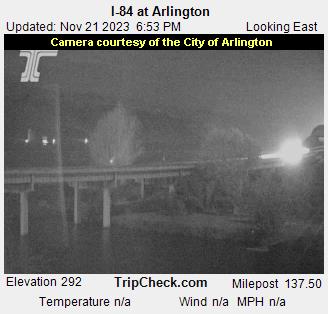 I-84 at Arlington
Updated: Nov 21 2023 6:53 PM Looking East
Camera courtesy of the City of Arlington
Elevation 292 TripCheck.com Milepost 137.50
Temperature n/a Wind n/a MPH n/a